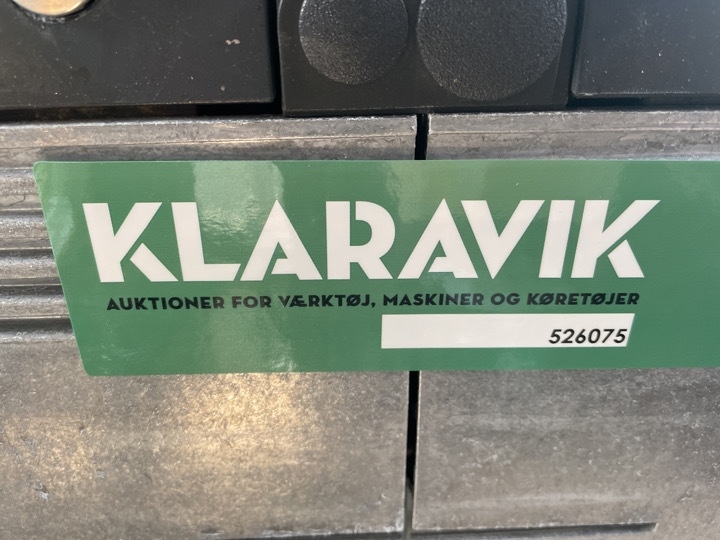 KLARAVIK
AUKTIONER FOR VÆRKTØJ, MASKINER OG KØRETØJER
526075